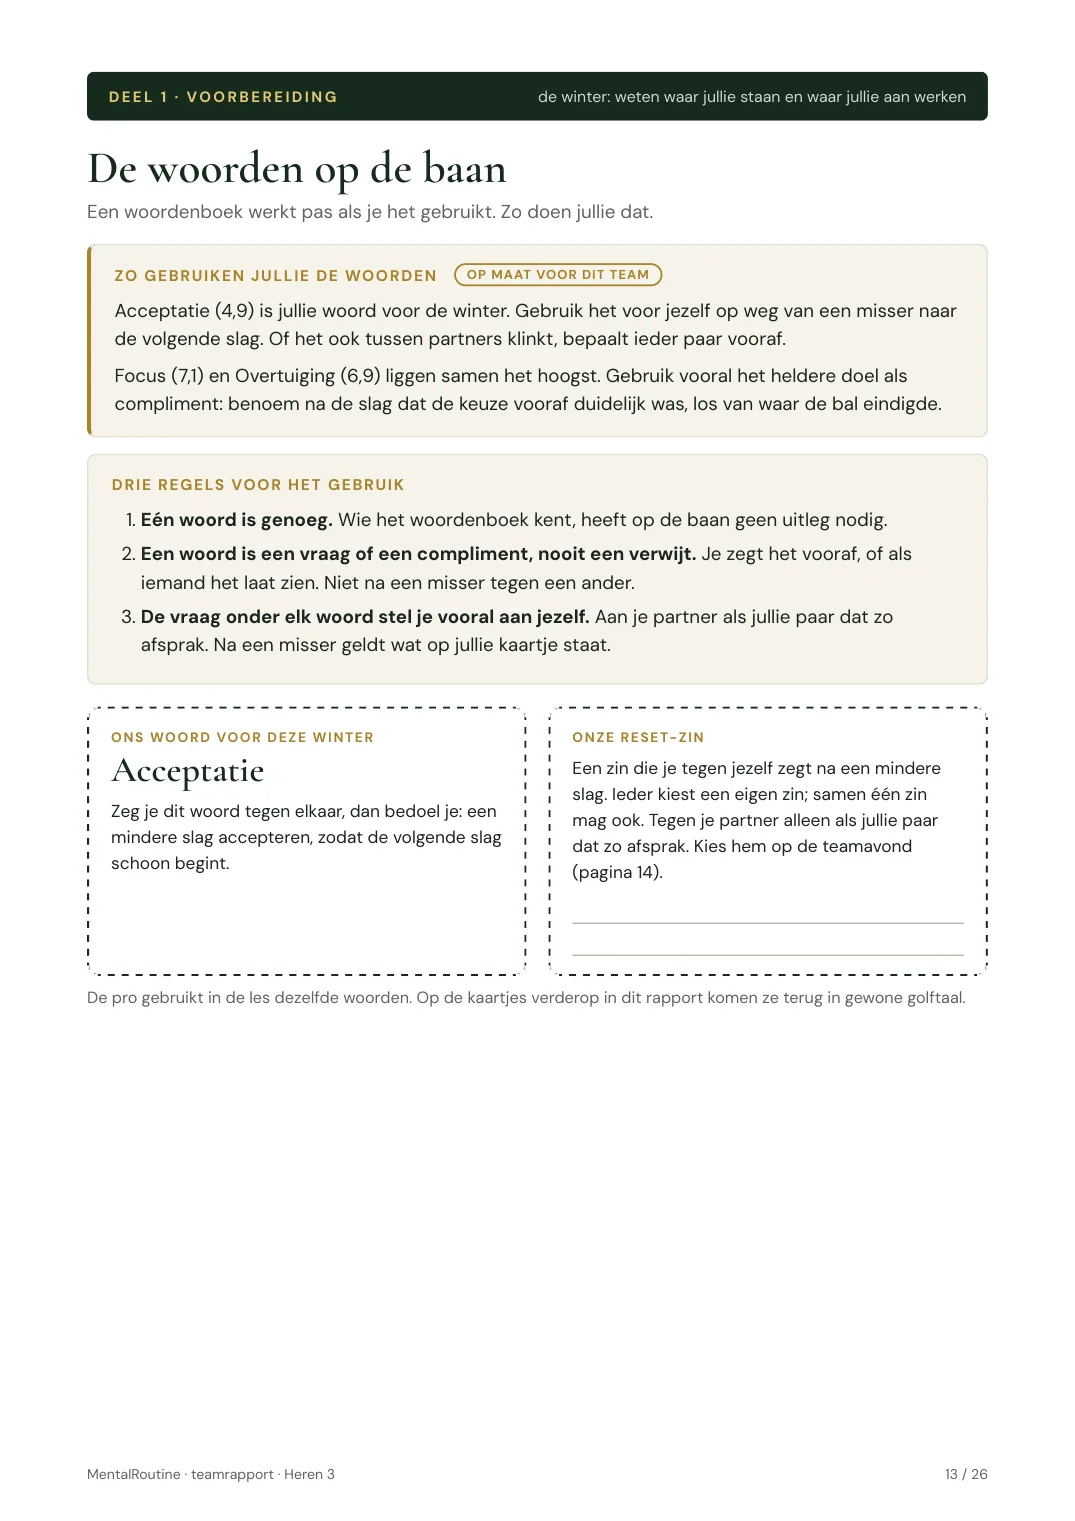 DEEL 1 · VOORBEREIDING
de winter: weten waar jullie staan en waar jullie aan werken
De woorden op de baan
Een woordenboek werkt pas als je het gebruikt. Zo doen jullie dat.
ZO GEBRUIKEN JULLIE DE WOORDEN
OP MAAT VOOR DIT TEAM
Acceptatie (4,9) is jullie woord voor de winter. Gebruik het voor jezelf op weg van een misser naar
de volgende slag. Of het ook tussen partners klinkt, bepaalt ieder paar vooraf.
Focus (7,1) en Overtuiging (6,9) liggen samen het hoogst. Gebruik vooral het heldere doel als
compliment: benoem na de slag dat de keuze vooraf duidelijk was, los van waar de bal eindigde.
DRIE REGELS VOOR HET GEBRUIK
1. Eén woord is genoeg. Wie het woordenboek kent, heeft op de baan geen uitleg nodig.
2. Een woord is een vraag of een compliment, nooit een verwijt. Je zegt het vooraf, of als
iemand het laat zien. Niet na een misser tegen een ander.
3. De vraag onder elk woord stel je vooral aan jezelf. Aan je partner als jullie paar dat zo
afsprak. Na een misser geldt wat op jullie kaartje staat.
ONS WOORD VOOR DEZE WINTER
Acceptatie
Zeg je dit woord tegen elkaar, dan bedoel je: een
mindere slag accepteren, zodat de volgende slag
schoon begint.
ONZE RESET-ZIN
Een zin die je tegen jezelf zegt na een mindere
slag. Ieder kiest een eigen zin; samen één zin
mag ook. Tegen je partner alleen als jullie paar
dat zo afsprak. Kies hem op de teamavond
(pagina 14).
De pro gebruikt in de les dezelfde woorden. Op de kaartjes verderop in dit rapport komen ze terug in gewone golftaal.
MentalRoutine · teamrapport · Heren 3
13 / 26